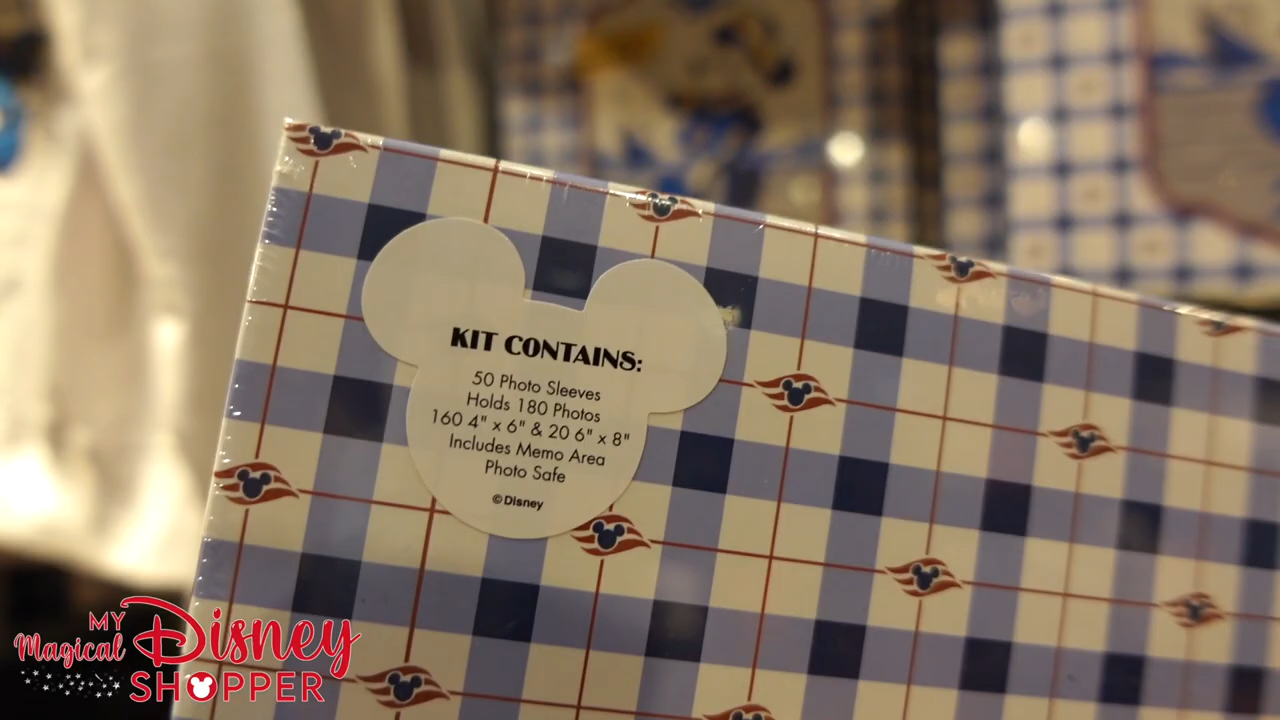 KIT CONTAINS:
50 Photo Sleeves
Holds 180 Photos
160 4" x 6" & 20 6" x 8"
Includes Memo Area
Photo Safe
©Disney
MY
Magical Disney
SHOPPER